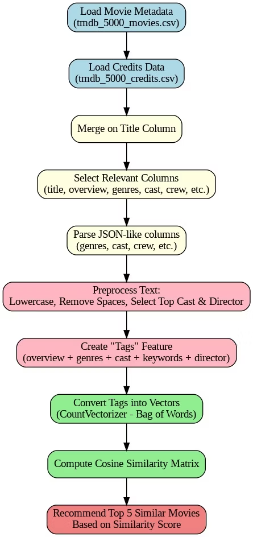 Load Movie Metadata
(tmdb_5000_movies.csv)
Load Credits Data
(tmdb_5000_credits.csv)
Merge on Title Column
Select Relevant Columns
(title, overview, genres, cast, crew, etc.)
Parse JSON-like columns
(genres, cast, crew, etc.)
Preprocess Text:
Lowercase, Remove Spaces, Select Top Cast & Director
Create "Tags" Feature
(overview + genres + cast + keywords + director)
Convert Tags into Vectors
(CountVectorizer - Bag of Words)
Compute Cosine Similarity Matrix
Recommend Top 5 Similar Movies
Based on Similarity Score